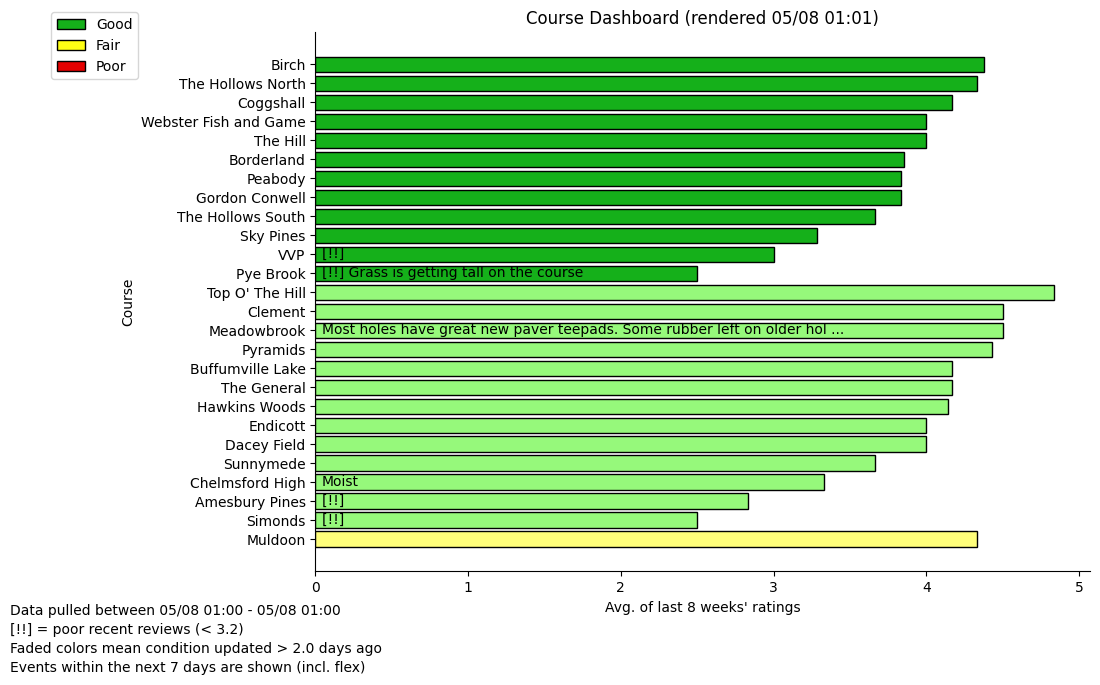 Good
Fair
Poor
Course Dashboard (rendered 05/08 01:01)
Course
Birch
The Hollows North
Coggshall
Webster Fish and Game
The Hill
Borderland
Peabody
Gordon Conwell
The Hollows South
Sky Pines
VVP [!!]
Pye Brook [!!] Grass is getting tall on the course
Top O' The Hill
Clement
Meadowbrook Most holes have great new paver teepads. Some rubber left on older hol ...
Pyramids
Buffumville Lake
The General
Hawkins Woods
Endicott
Dacey Field
Sunnymede
Chelmsford High Moist
Amesbury Pines [!!]
Simonds [!!]
Muldoon
0 1 2 3 4 5
Avg. of last 8 weeks' ratings
Data pulled between 05/08 01:00 - 05/08 01:00
[!!] = poor recent reviews (< 3.2)
Faded colors mean condition updated > 2.0 days ago
Events within the next 7 days are shown (incl. flex)